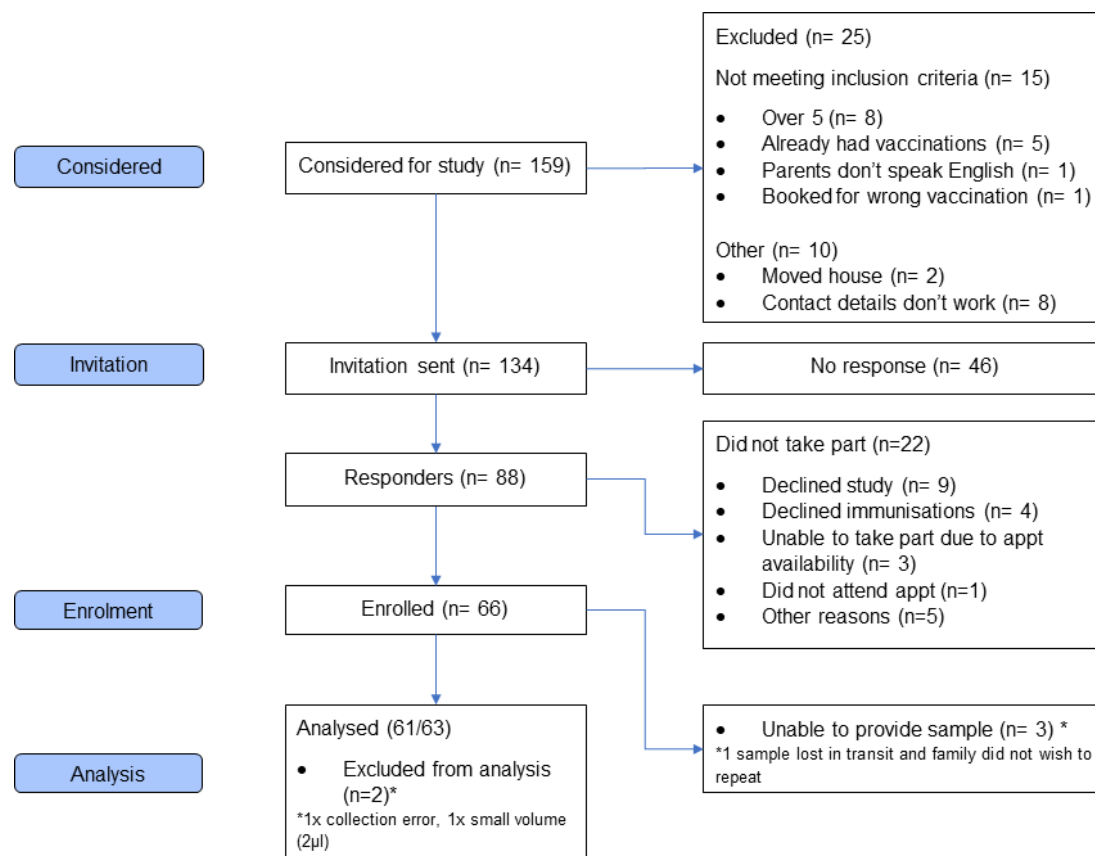 Excluded (n= 25)
Not meeting inclusion criteria (n= 15)
• Over 5 (n= 8)
• Already had vaccinations (n= 5)
• Parents don’t speak English (n= 1)
• Booked for wrong vaccination (n= 1)
Other (n= 10)
• Moved house (n= 2)
• Contact details don’t work (n= 8)
Considered
Considered for study (n= 159)
Invitation
Invitation sent (n= 134)
No response (n= 46)
Responders (n= 88)
Did not take part (n=22)
• Declined study (n= 9)
• Declined immunisations (n= 4)
• Unable to take part due to appt
availability (n= 3)
• Did not attend appt (n=1)
• Other reasons (n=5)
Enrolment
Enrolled (n= 66)
• Unable to provide sample (n= 3) *
*1 sample lost in transit and family did not wish to
repeat
Analysis
Analysed (61/63)
• Excluded from analysis
(n=2)*
*1x collection error, 1x small volume
(2µl)